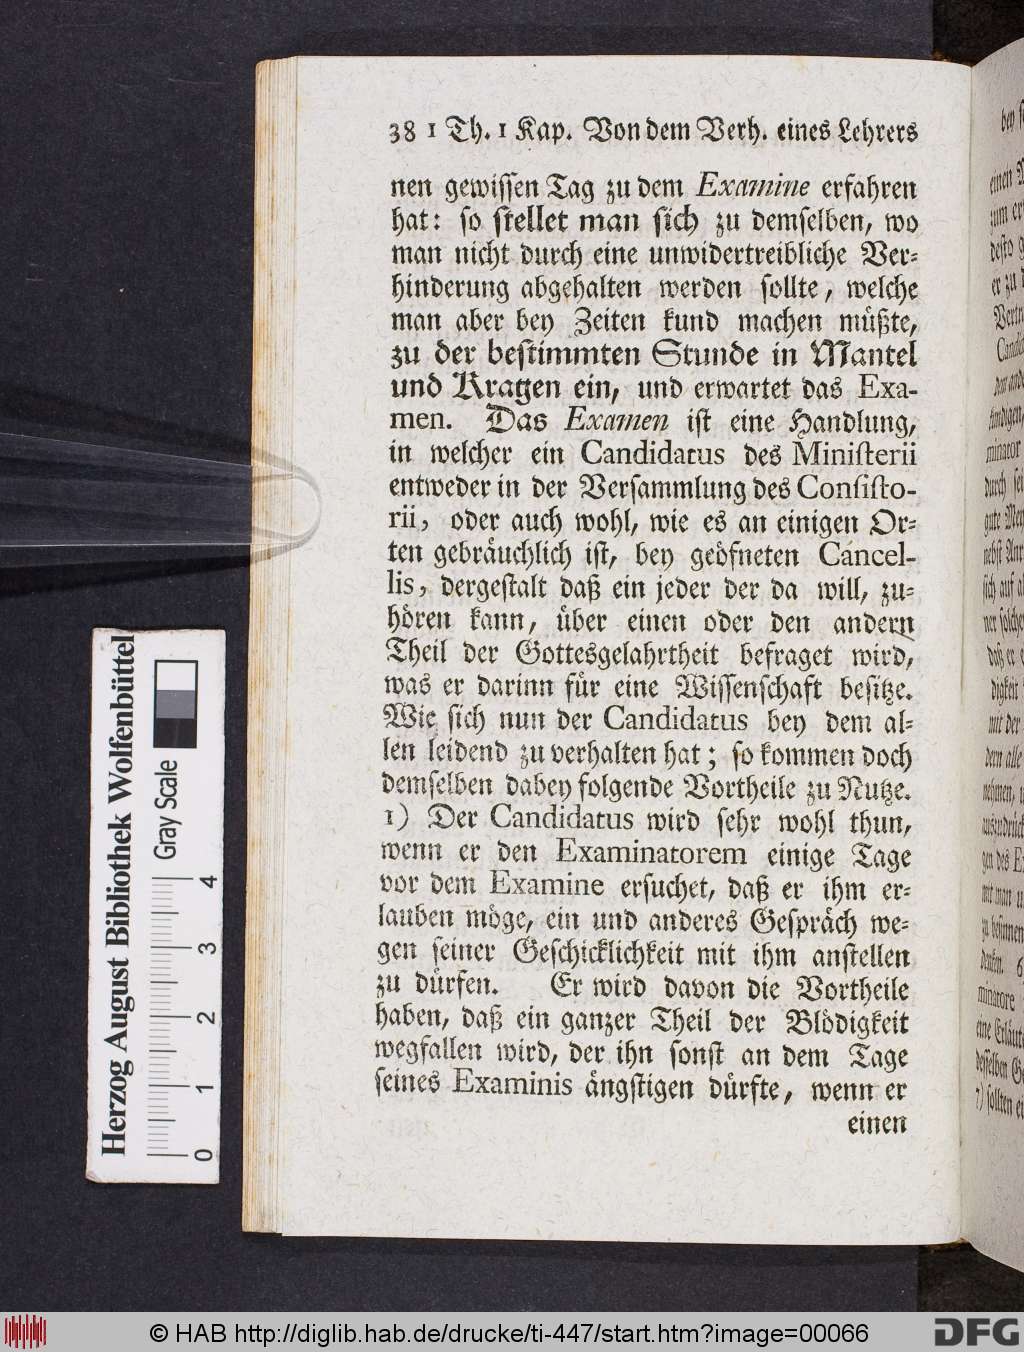 38 1 Th. 1 Kap. Von dem Verh. eines Lehrers
nen gewissen Tag zu dem Examine erfahren
hat: so stellet man sich zu demselben, wo
man nicht durch eine unwidertreibliche Ver-
hinderung abgehalten werden sollte, welche
man aber bey Zeiten kund machen müßte,
zu der bestimmten Stunde in Mantel
und Kragen ein, und erwartet das Exa-
men. Das Examen ist eine Handlung,
in welcher ein Candidatus des Ministerii
entweder in der Versammlung des Consisto-
rii, oder auch wohl, wie es an einigen Or-
ten gebräuchlich ist, bey geöfneten Cancel-
lis, dergestalt daß ein jeder der da will, zu-
hören kann, über einen oder den andern
Theil der Gottesgelahrtheit befraget wird,
was er darinn für eine Wissenschaft besitze.
Wie sich nun der Candidatus bey dem al-
len leidend zu verhalten hat; so kommen doch
demselben dabey folgende Vortheile zu Nutze.
1) Der Candidatus wird sehr wohl thun,
wenn er den Examinatorem einige Tage
vor dem Examine ersuchet, daß er ihm er-
lauben möge, ein und anderes Gespräch we-
gen seiner Geschicklichkeit mit ihm anstellen
zu dürfen. Er wird davon die Vortheile
haben, daß ein ganzer Theil der Blödigkeit
wegfallen wird, der ihn sonst an dem Tage
seines Examinis ängstigen dürfte, wenn er
einen
Herzog August Bibliothek Wolfenbüttel
Gray Scale
0 1 2 3 4
© HAB http://diglib.hab.de/drucke/ti-447/start.htm?image=00066
DFG